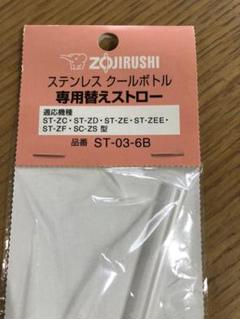 ZOJIRUSHI
ステンレス クールボトル
専用替えストロー
適応機種
ST-ZC・ST-ZD・ST-ZE・ST-ZEE・
ST-ZF・SC-ZS 型
品番 ST-03-6B